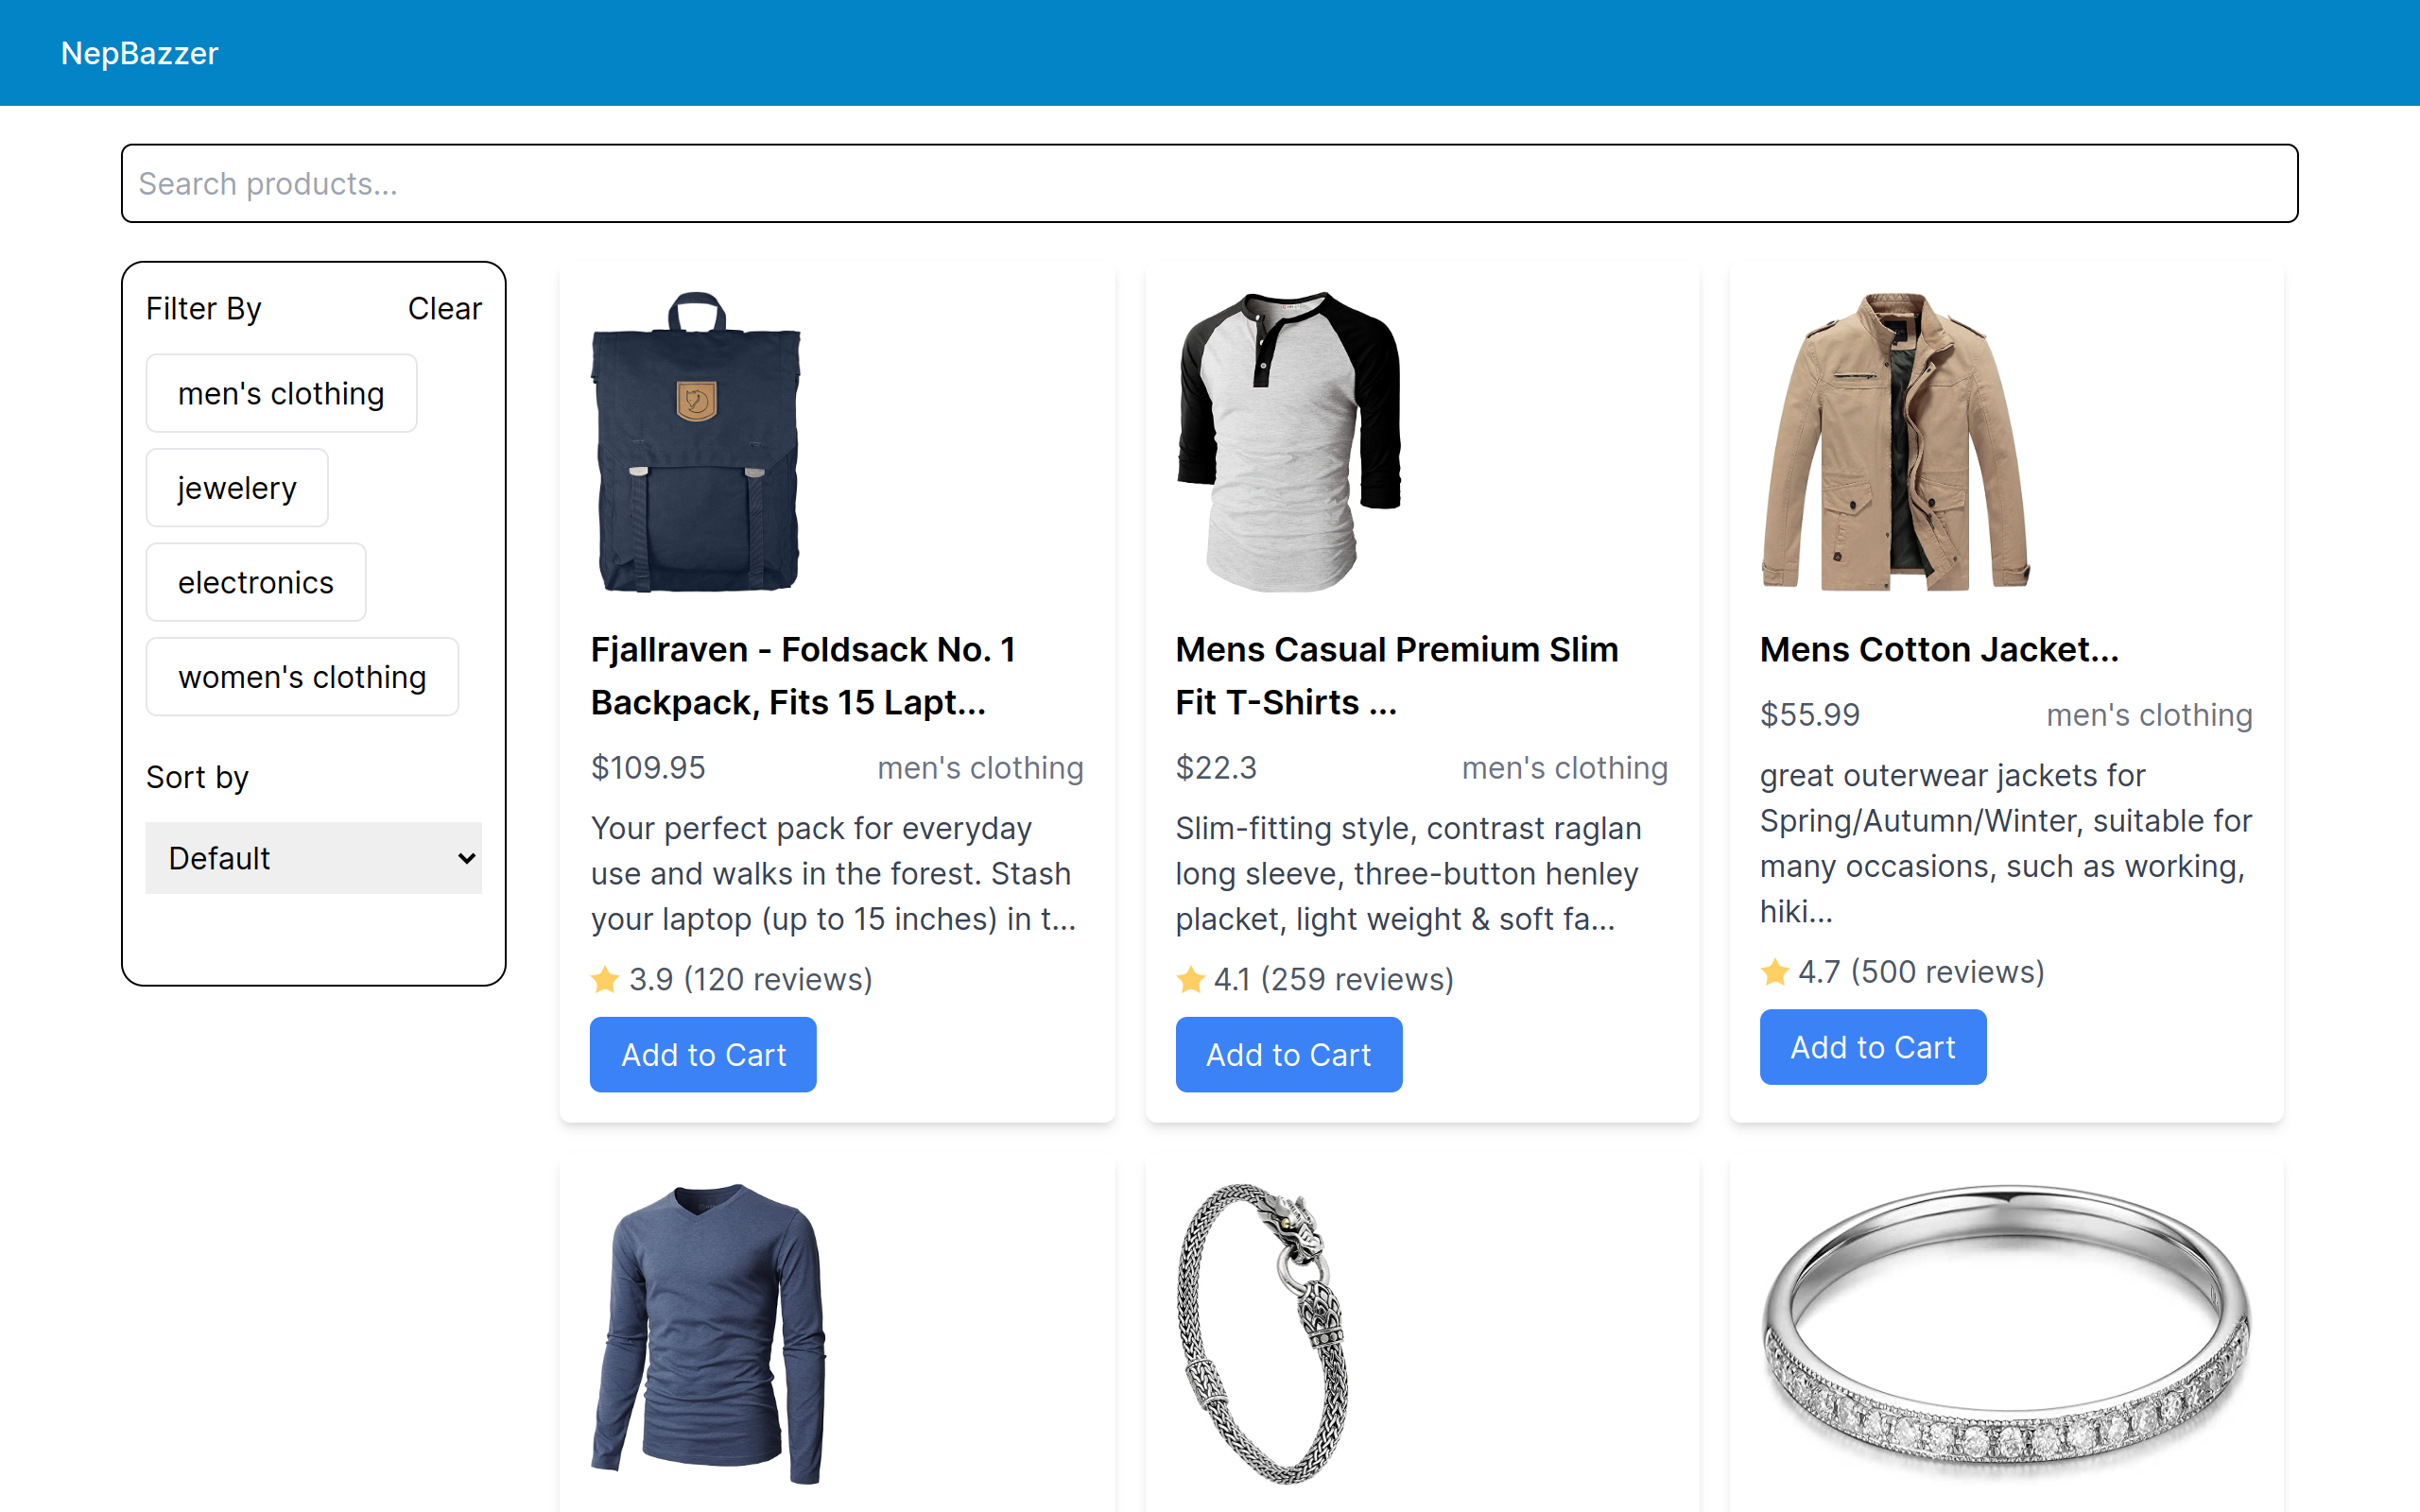 NepBazzer
Search products...
Filter By
Clear
men's clothing
jewelery
electronics
women's clothing
Sort by
Default
Fjallraven - Foldsack No. 1
Backpack, Fits 15 Lapt...
$109.95
men's clothing
Your perfect pack for everyday
use and walks in the forest. Stash
your laptop (up to 15 inches) in t...
3.9 (120 reviews)
Add to Cart
Mens Casual Premium Slim
Fit T-Shirts ...
$22.3
men's clothing
Slim-fitting style, contrast raglan
long sleeve, three-button henley
placket, light weight & soft fa...
4.1 (259 reviews)
Add to Cart
Mens Cotton Jacket...
$55.99
men's clothing
great outerwear jackets for
Spring/Autumn/Winter, suitable for
many occasions, such as working,
hiki...
4.7 (500 reviews)
Add to Cart